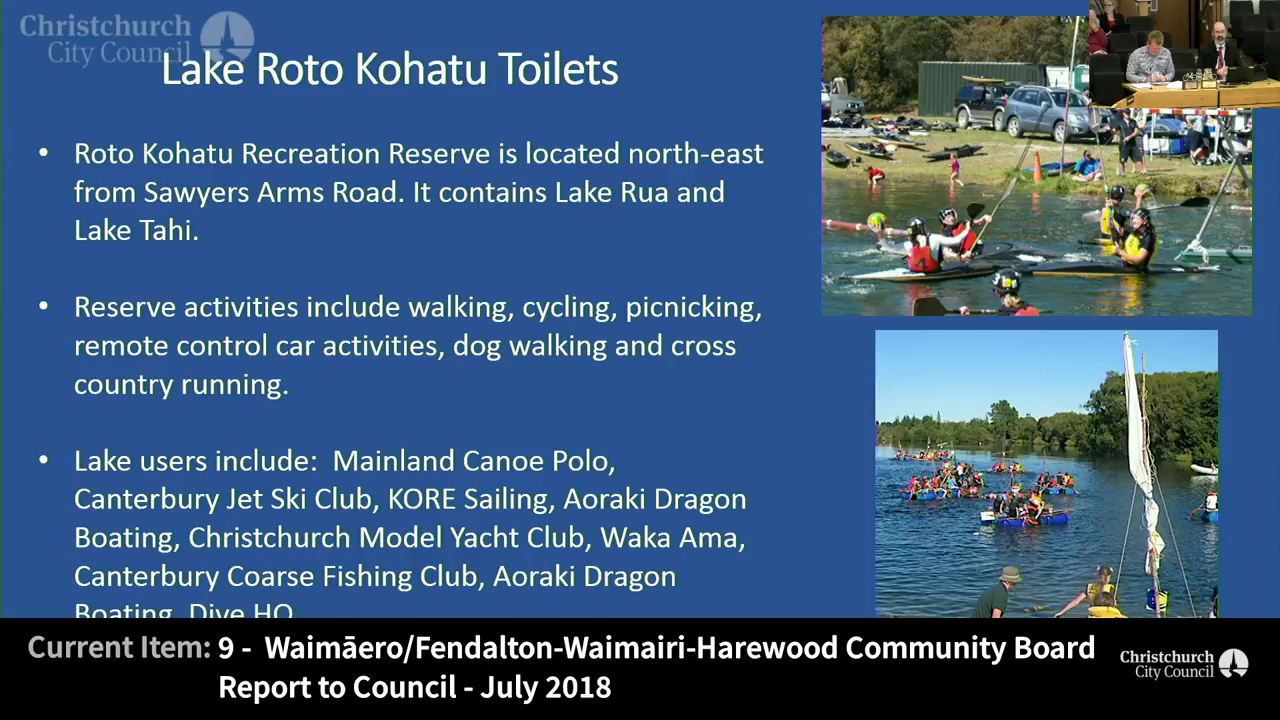 Christchurch
City Council
Lake Roto Kohatu Toilets
• Roto Kohatu Recreation Reserve is located north-east
from Sawyers Arms Road. It contains Lake Rua and
Lake Tahi.
• Reserve activities include walking, cycling, picnicking,
remote control car activities, dog walking and cross
country running.
• Lake users include: Mainland Canoe Polo,
Canterbury Jet Ski Club, KORE Sailing, Aoraki Dragon
Boating, Christchurch Model Yacht Club, Waka Ama,
Canterbury Coarse Fishing Club, Aoraki Dragon
Boating, Dive HQ
4
Current Item: 9 - Waimāero/Fendalton-Waimairi-Harewood Community Board
Report to Council - July 2018
Christchurch
City Council